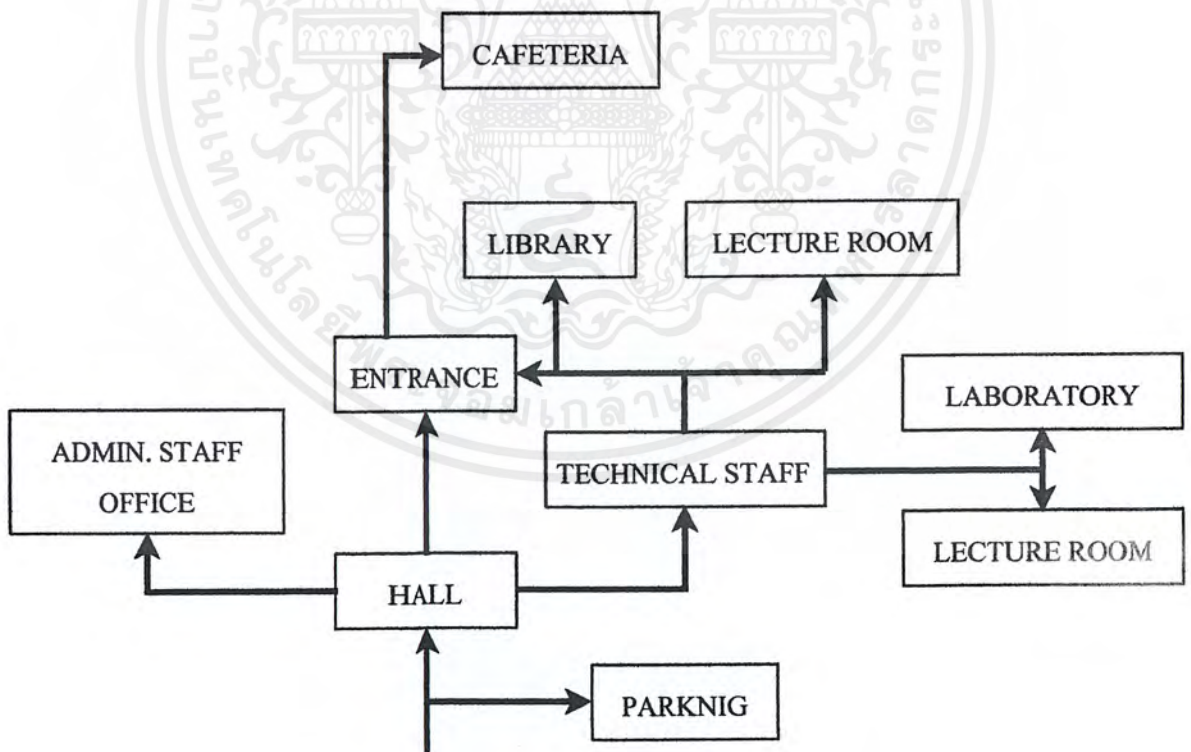 CAFETERIA
LIBRARY
LECTURE ROOM
ENTRANCE
LABORATORY
ADMIN. STAFF
OFFICE
TECHNICAL STAFF
LECTURE ROOM
HALL
PARKNIG